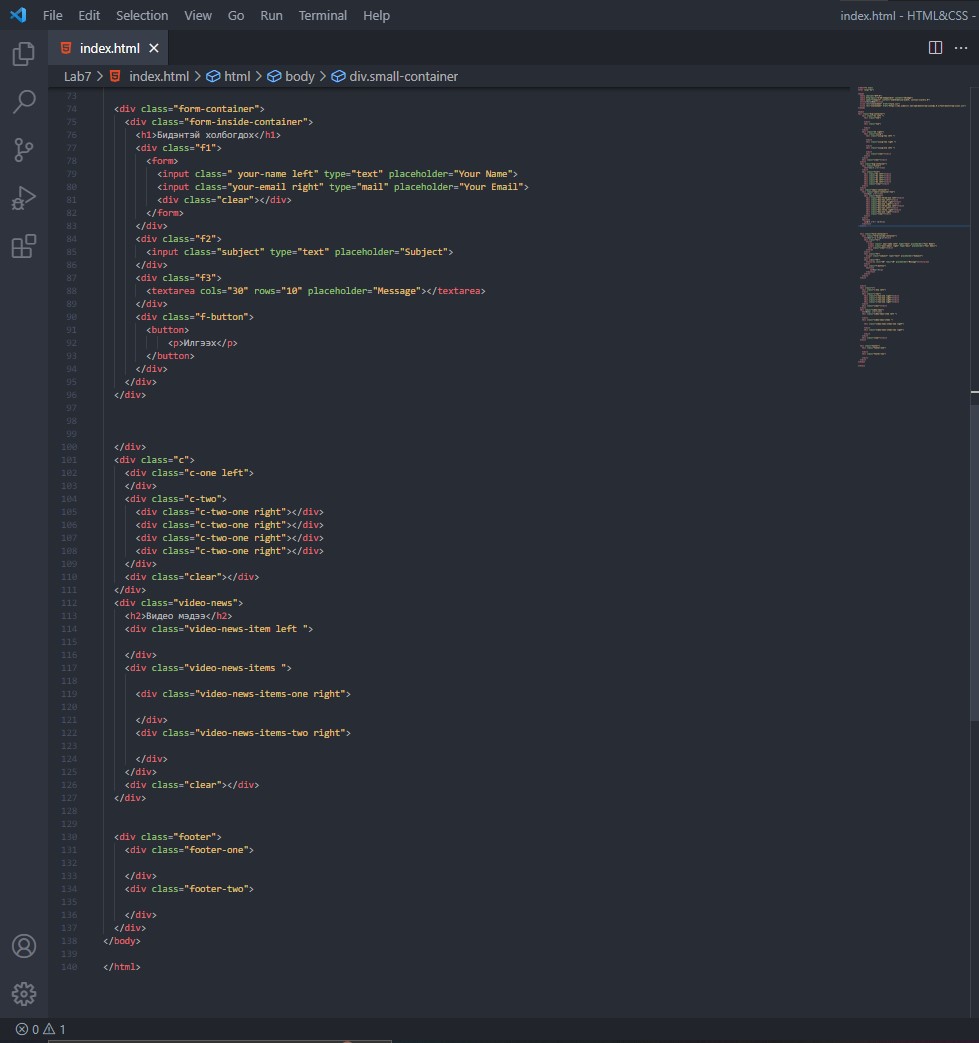 File Edit Selection View Go Run Terminal Help index.html - HTML&CSS -
index.html
Lab7 > index.html > html > body > div.small-container
73
74 <div class="form-container">
75 <div class="form-inside-container">
76 <h1>Бидантэй холбогдох</h1>
77 <div class="f1">
78 <form>
79 <input class=" your-name left" type="text" placeholder="Your Name">
80 <input class="your-email right" type="mail" placeholder="Your Email">
81 <div class="clear"></div>
82 </form>
83 </div>
84 <div class="f2">
85 <input class="subject" type="text" placeholder="Subject">
86 </div>
87 <div class="f3">
88 <textarea cols="30" rows="10" placeholder="Message"></textarea>
89 </div>
90 <div class="f-button">
91 <button>
92 <p>Илгээх</p>
93 </button>
94 </div>
95 </div>
96 </div>
97
98
99
100 </div>
101 <div class="c">
102 <div class="c-one left">
103 </div>
104 <div class="c-two">
105 <div class="c-two-one right"></div>
106 <div class="c-two-one right"></div>
107 <div class="c-two-one right"></div>
108 <div class="c-two-one right"></div>
109 </div>
110 <div class="clear"></div>
111 </div>
112 <div class="video-news">
113 <h2>Видео мэдээ</h2>
114 <div class="video-news-item left ">
115
116 </div>
117 <div class="video-news-items ">
118
119 <div class="video-news-items-one right">
120
121 </div>
122 <div class="video-news-items-two right">
123
124 </div>
125 </div>
126 <div class="clear"></div>
127 </div>
128
129
130 <div class="footer">
131 <div class="footer-one">
132
133 </div>
134 <div class="footer-two">
135
136 </div>
137 </div>
138 </body>
139
140 </html>
0 1